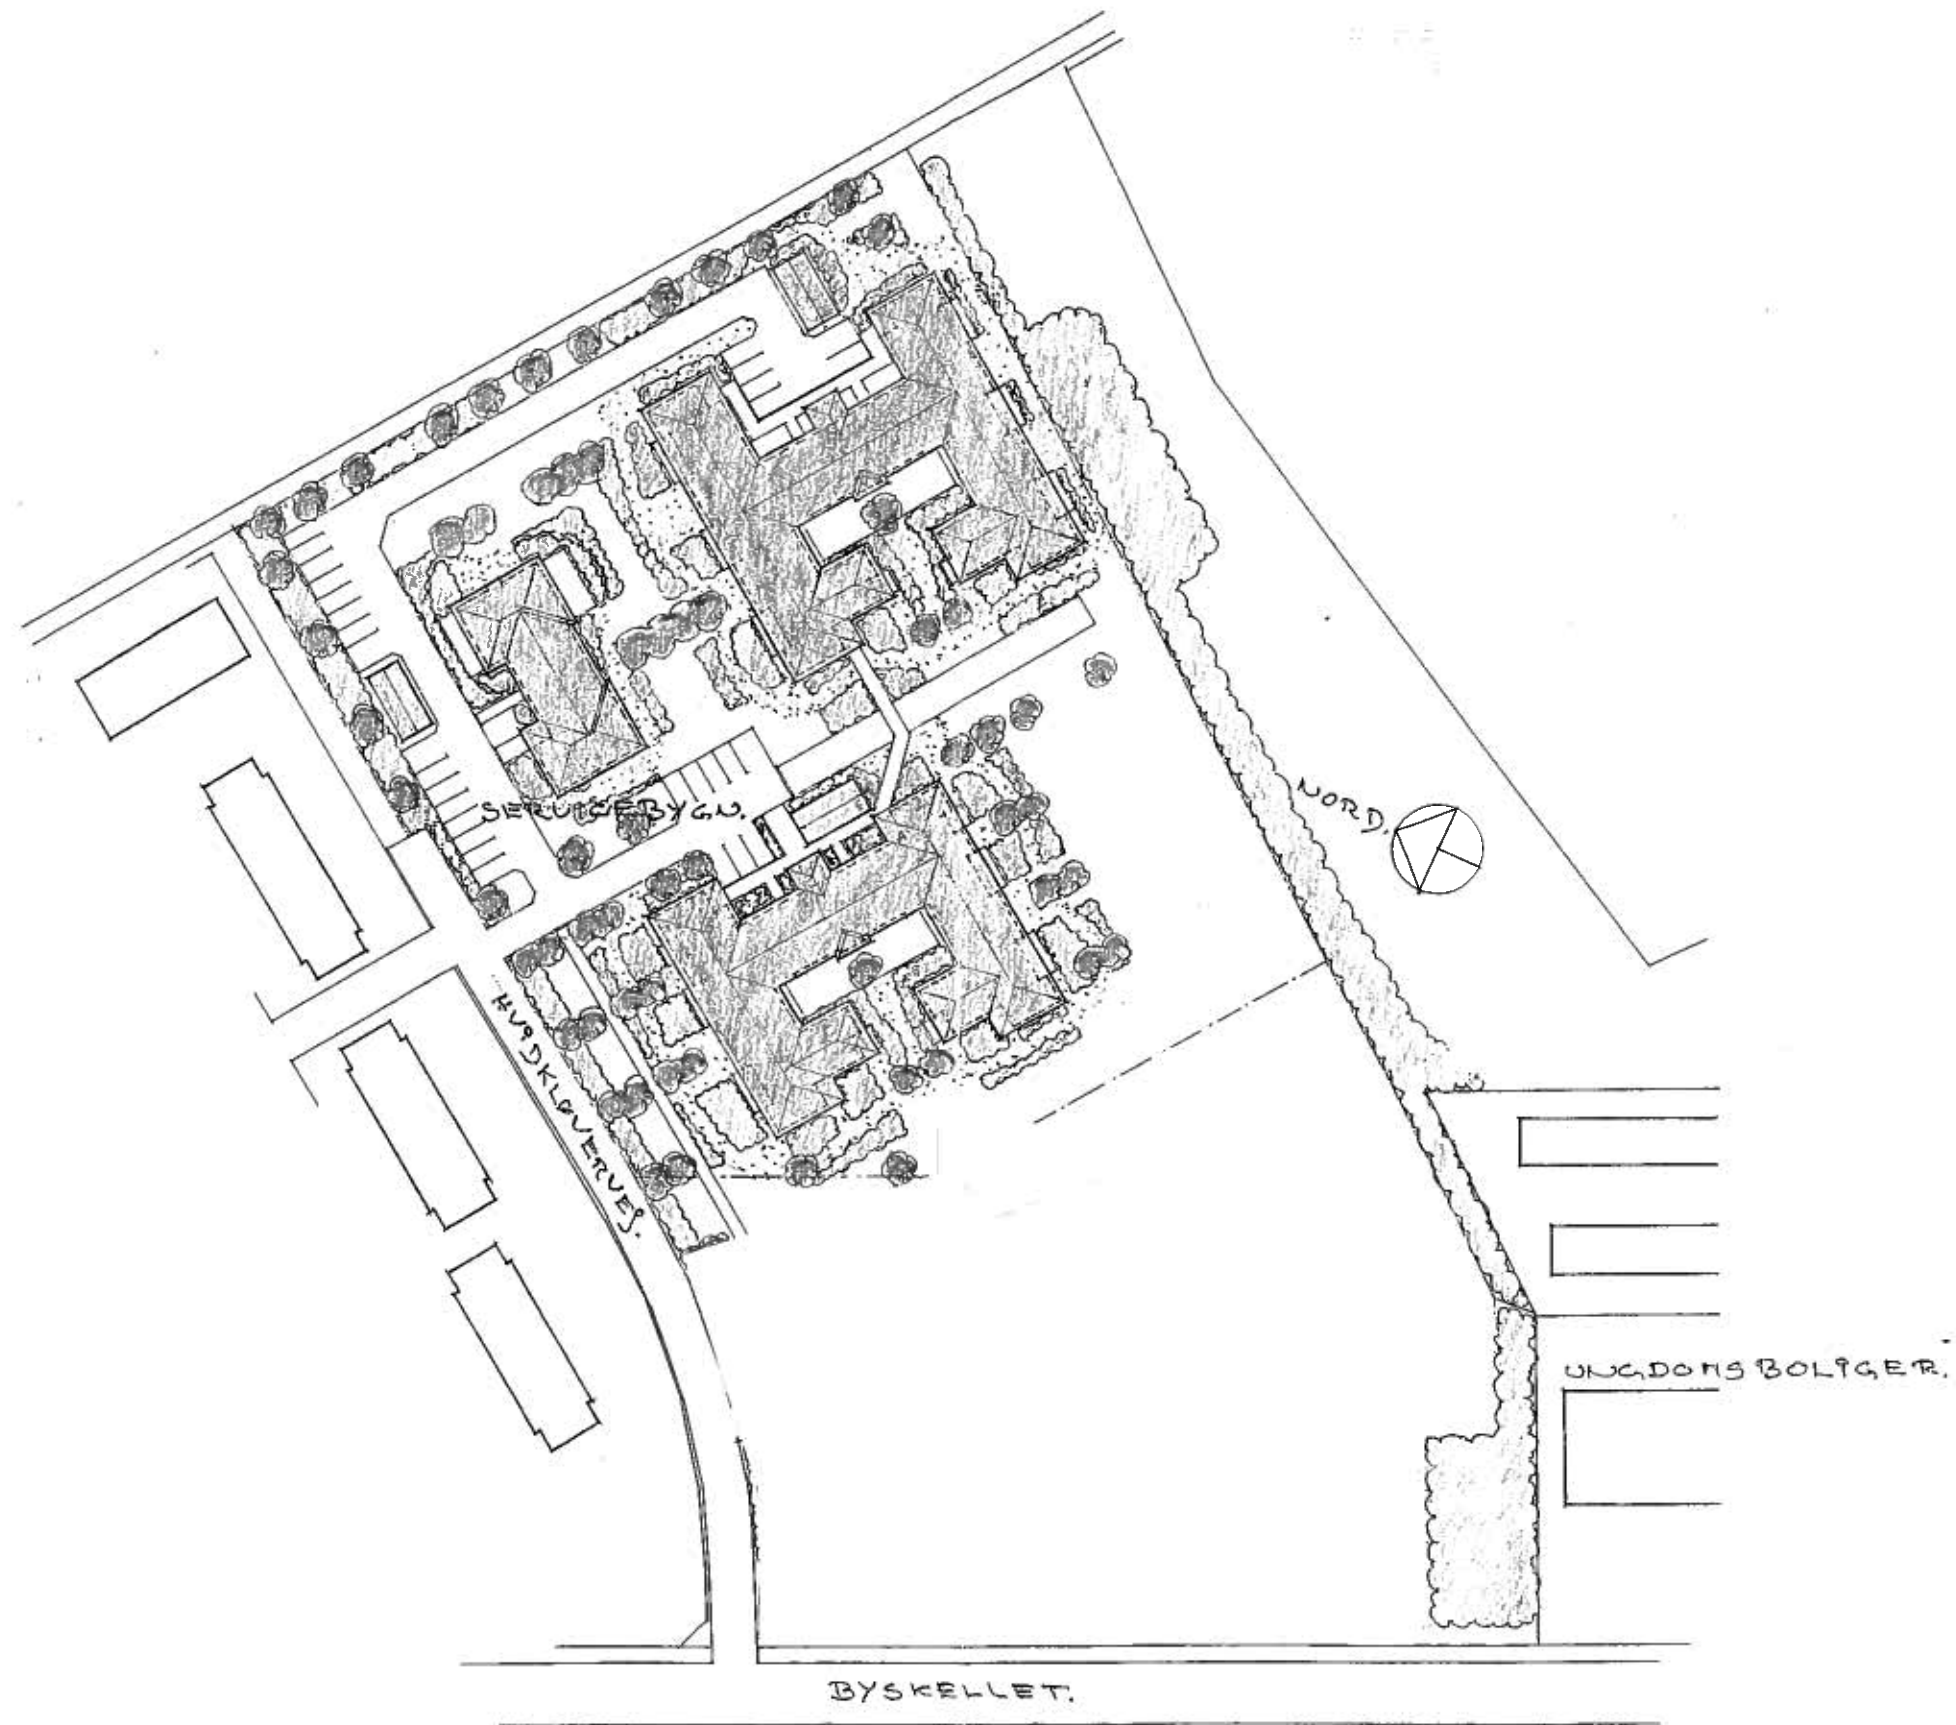 NORD.
SERVICEBYGN.
HVIDKLØVERVEJ.
UNGDOMSBOLIGER.
BYSKELLET.